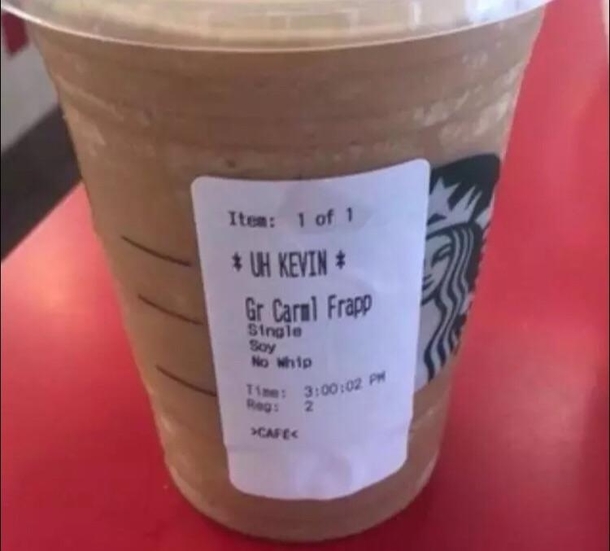 Item: 1 of 1
* UH KEVIN *
Gr Carml Frapp
Single
Soy
No Whip
Time: 3:00:02 PM
Reg: 2
>CAFE<